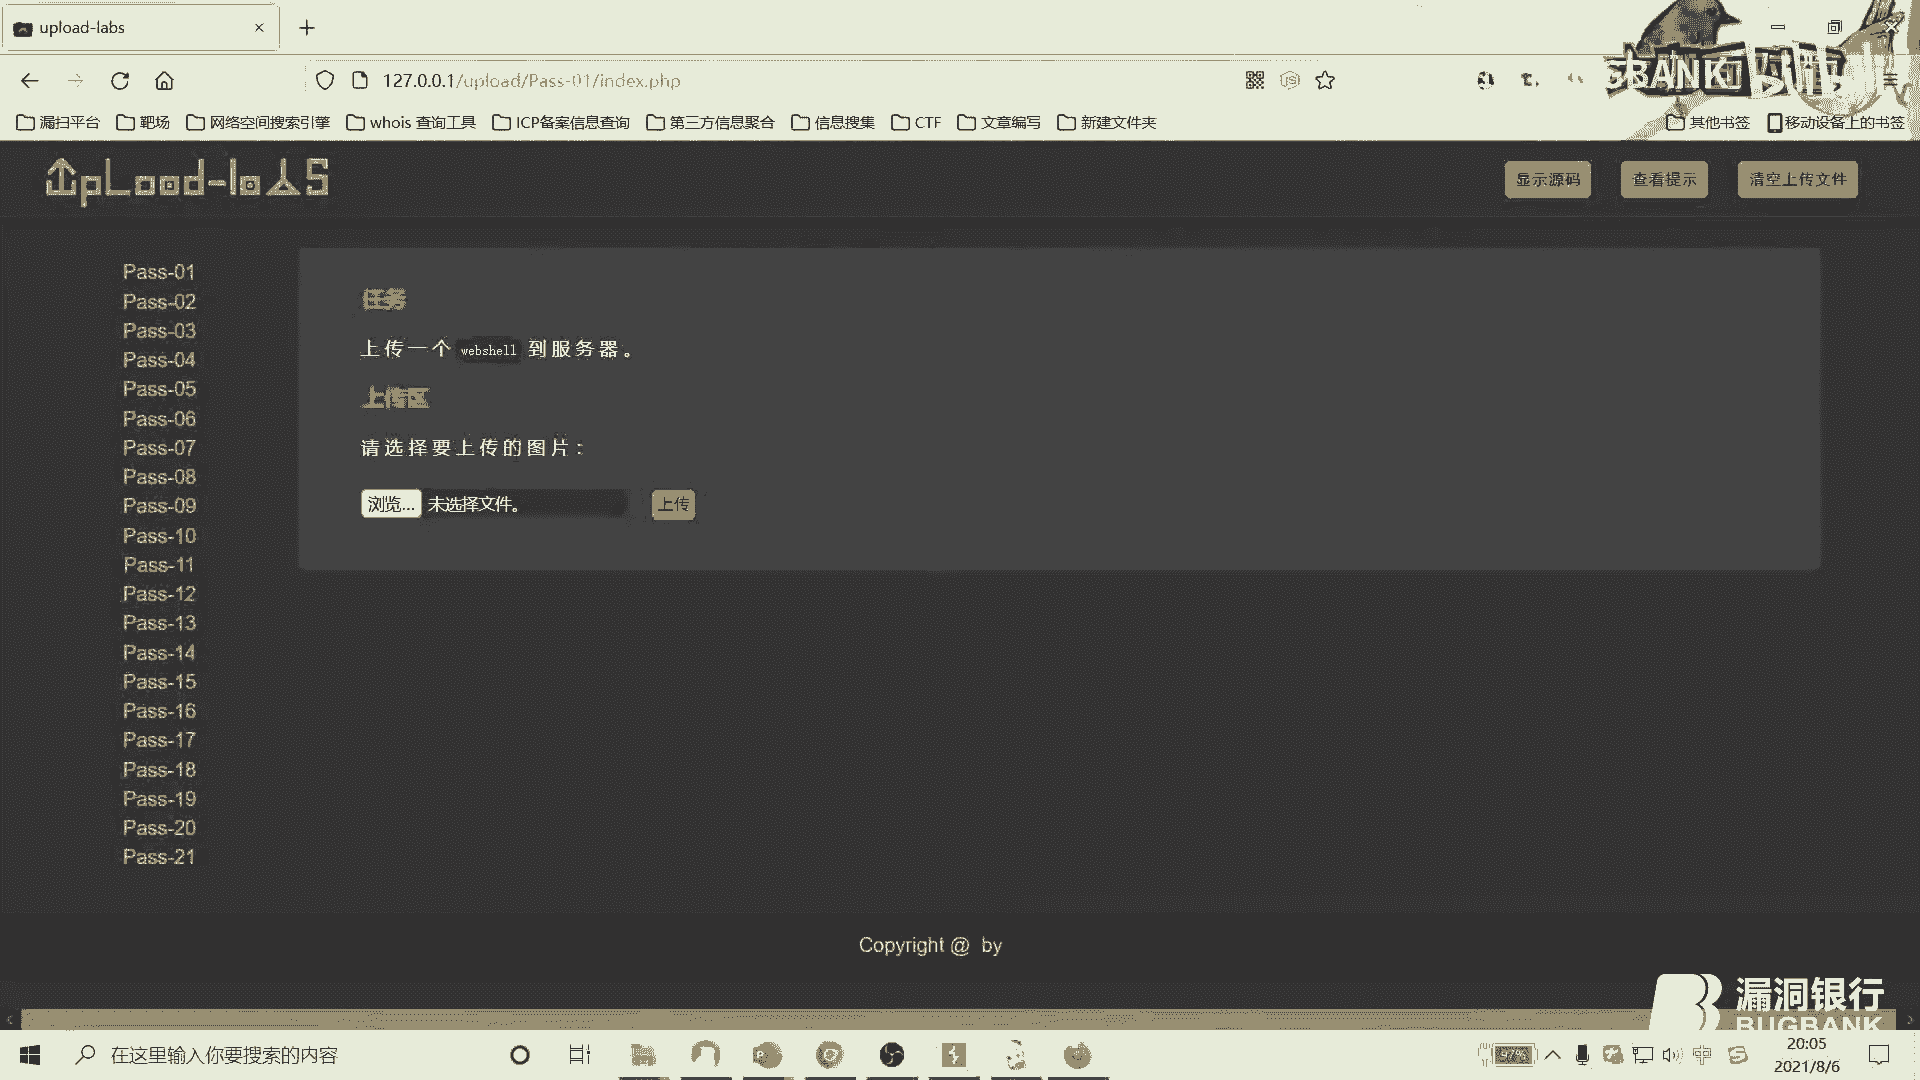 upload-labs
127.0.0.1/upload/Pass-01/index.php
漏扫平台 靶场 网络空间搜索引擎 whois 查询工具 ICP备案信息查询 第三方信息聚合 信息搜集 CTF 文章编写 新建文件夹 其他书签 移动设备上的书签
UpLoad-labs
显示源码 查看提示 清空上传文件
Pass-01
Pass-02
Pass-03
Pass-04
Pass-05
Pass-06
Pass-07
Pass-08
Pass-09
Pass-10
Pass-11
Pass-12
Pass-13
Pass-14
Pass-15
Pass-16
Pass-17
Pass-18
Pass-19
Pass-20
Pass-21
任务
上传一个 webshell 到服务器。
上传区
请选择要上传的图片：
浏览... 未选择文件。 上传
Copyright @ by
漏洞银行
BUGBANK
在这里输入你要搜索的内容
97%
中
20:05
2021/8/6